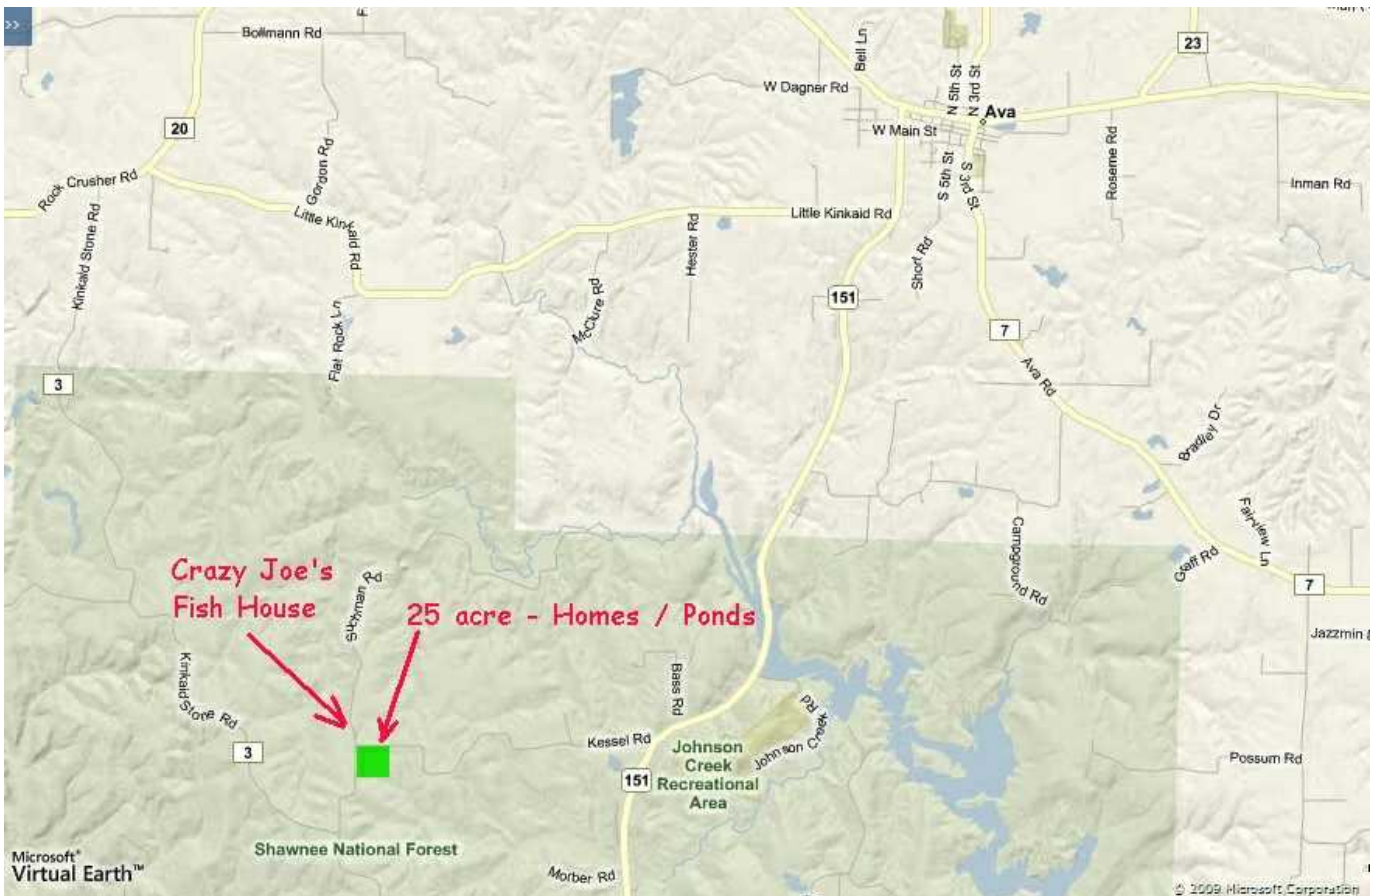 >>
Bollmann Rd
Bell Ln
23
W Dagner Rd
N 5th St
N 3rd St
Ava
20
W Main St
Gordon Rd
Roseme Rd
Rock Crusher Rd
S 5th St
S 3rd St
Inman Rd
Little Kinkaid Rd
Little Kinkaid Rd
Kinkaid Stone Rd
Hester Rd
Short Rd
151
McClure Rd
Flat Rock Ln
7
3
Ava Rd
Bradley Dr
Fairview Ln
Campground Rd
Graff Rd
Crazy Joe's
Fish House
Suchman Rd
25 acre - Homes / Ponds
7
Jazzmin
Kinkaid Stone Rd
Bass Rd
Johnson Creek Rd
Kessel Rd
3
Johnson
Creek
Recreational
Area
Johnson Creek
Possum Rd
151
Shawnee National Forest
Microsoft®
Virtual Earth™
Morber Rd
© 2009 Microsoft Corporation